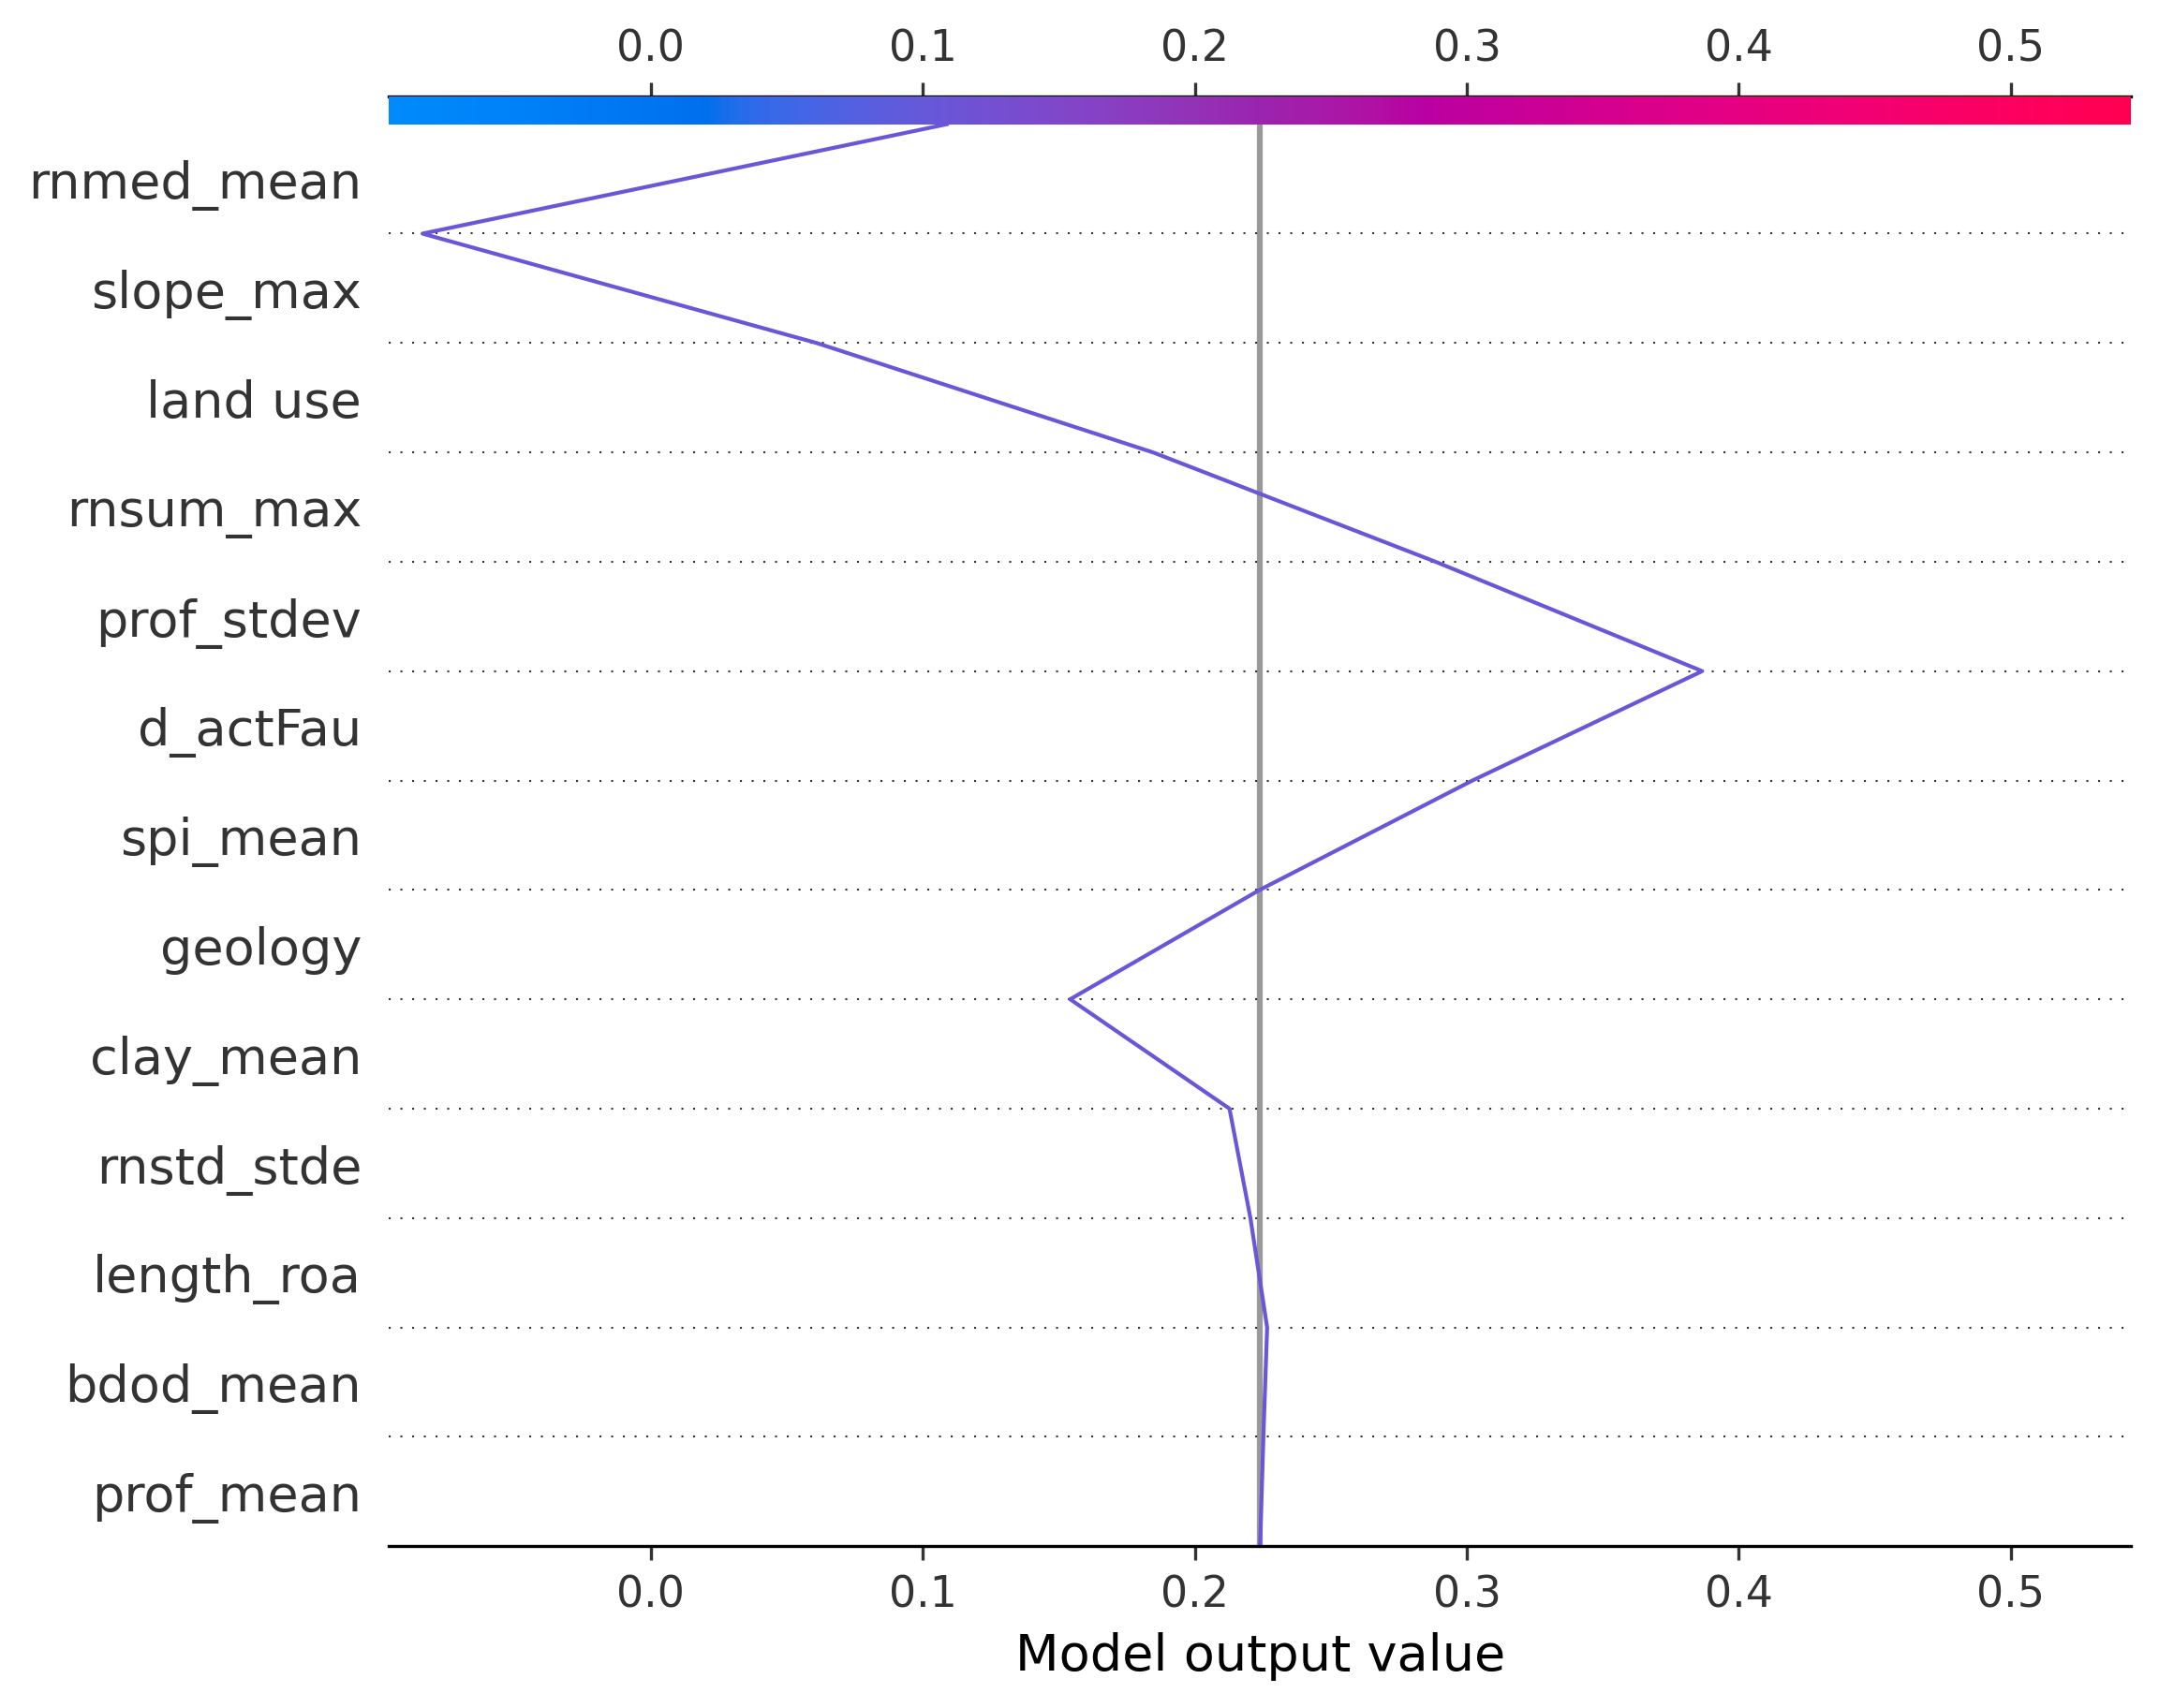 0.0 0.1 0.2 0.3 0.4 0.5
rnmed_mean
slope_max
land use
rnsum_max
prof_stdev
d_actFau
spi_mean
geology
clay_mean
rnstd_stde
length_roa
bdod_mean
prof_mean
0.0 0.1 0.2 0.3 0.4 0.5
Model output value